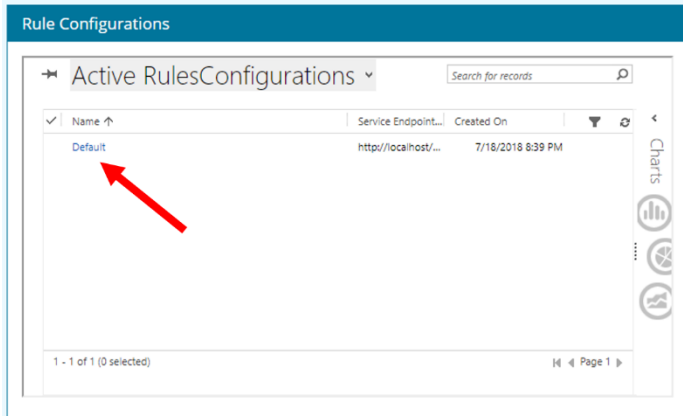 Rule Configurations
Active RulesConfigurations
Search for records
Name Service Endpoint... Created On
Default http://localhost/... 7/18/2018 8:39 PM
Charts
1 - 1 of 1 (0 selected) Page 1